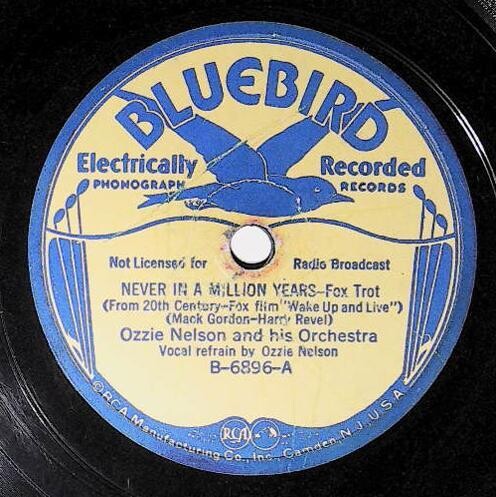 BLUEBIRD
Electrically Recorded
PHONOGRAPH RECORDS
Not Licensed for Radio Broadcast
NEVER IN A MILLION YEARS-Fox Trot
(From 20th Century-Fox film "Wake Up and Live")
(Mack Gordon-Harry Revel)
Ozzie Nelson and his Orchestra
Vocal refrain by Ozzie Nelson
B-6896-A
RCA
©RCA Manufacturing Co., Inc., Camden, N.J., U.S.A.